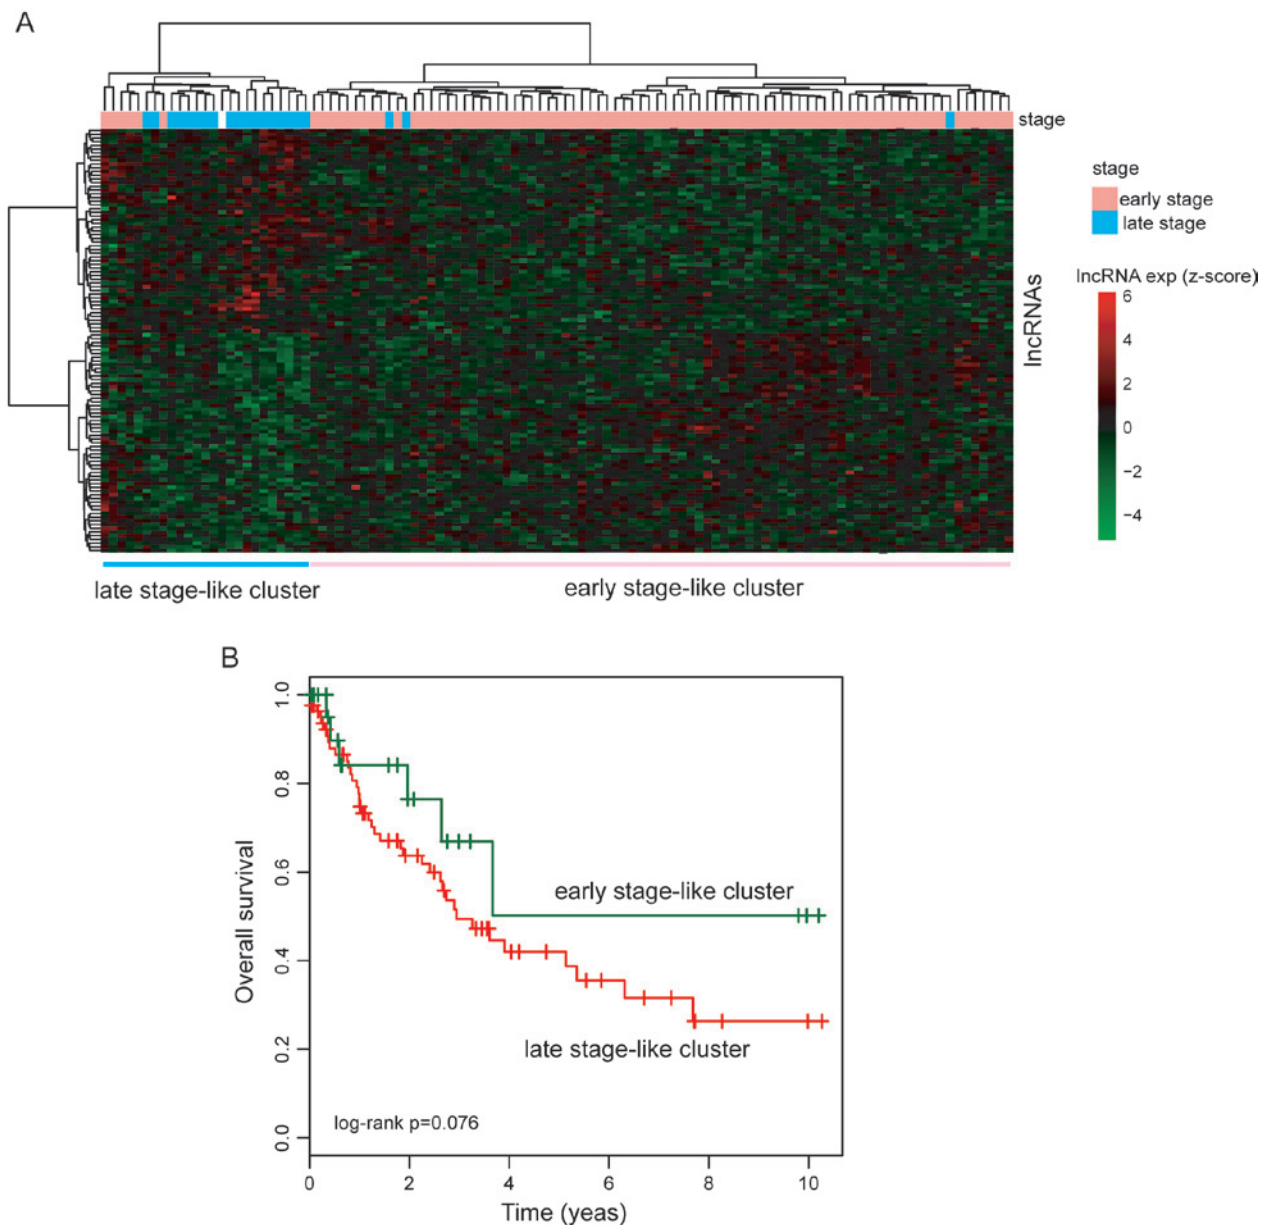 A
stage
stage
early stage
late stage
lncRNA exp (z-score)
6
4
2
0
−2
−4
lncRNAs
late stage-like cluster
early stage-like cluster
B
Overall survival
1.0
0.8
0.6
0.4
0.2
0.0
early stage-like cluster
late stage-like cluster
log-rank p=0.076
0 2 4 6 8 10
Time (yeas)